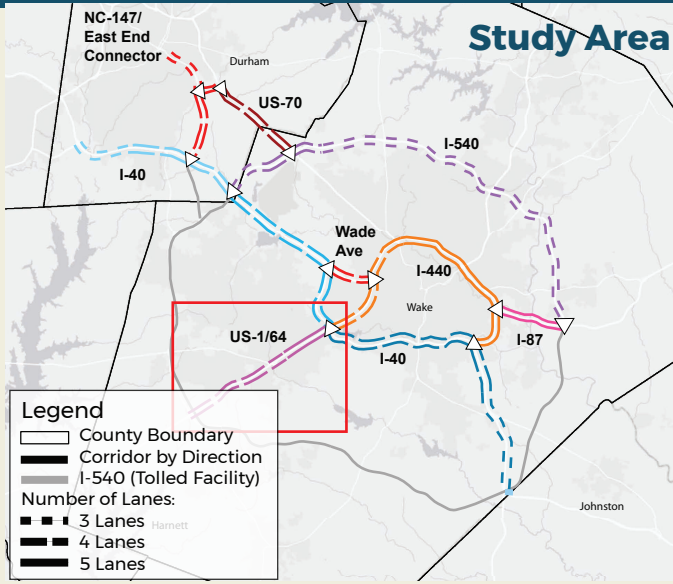 Study Area
NC-147/
East End
Connector
Durham
US-70
I-540
I-40
Wade
Ave
I-440
Wake
US-1/64
I-40
I-87
Legend
County Boundary
Corridor by Direction
I-540 (Tolled Facility)
Number of Lanes:
3 Lanes
4 Lanes
5 Lanes
Harnett
Johnston